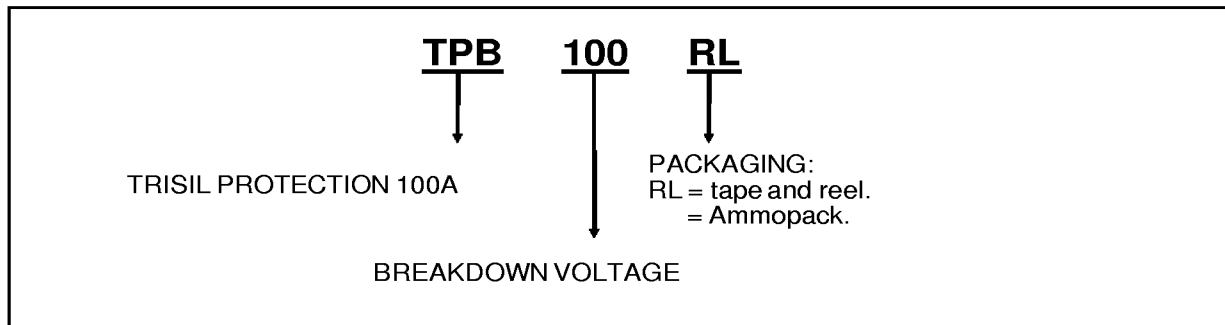 TPB 100 RL
TRISIL PROTECTION 100A
PACKAGING:
RL = tape and reel.
= Ammopack.
BREAKDOWN VOLTAGE